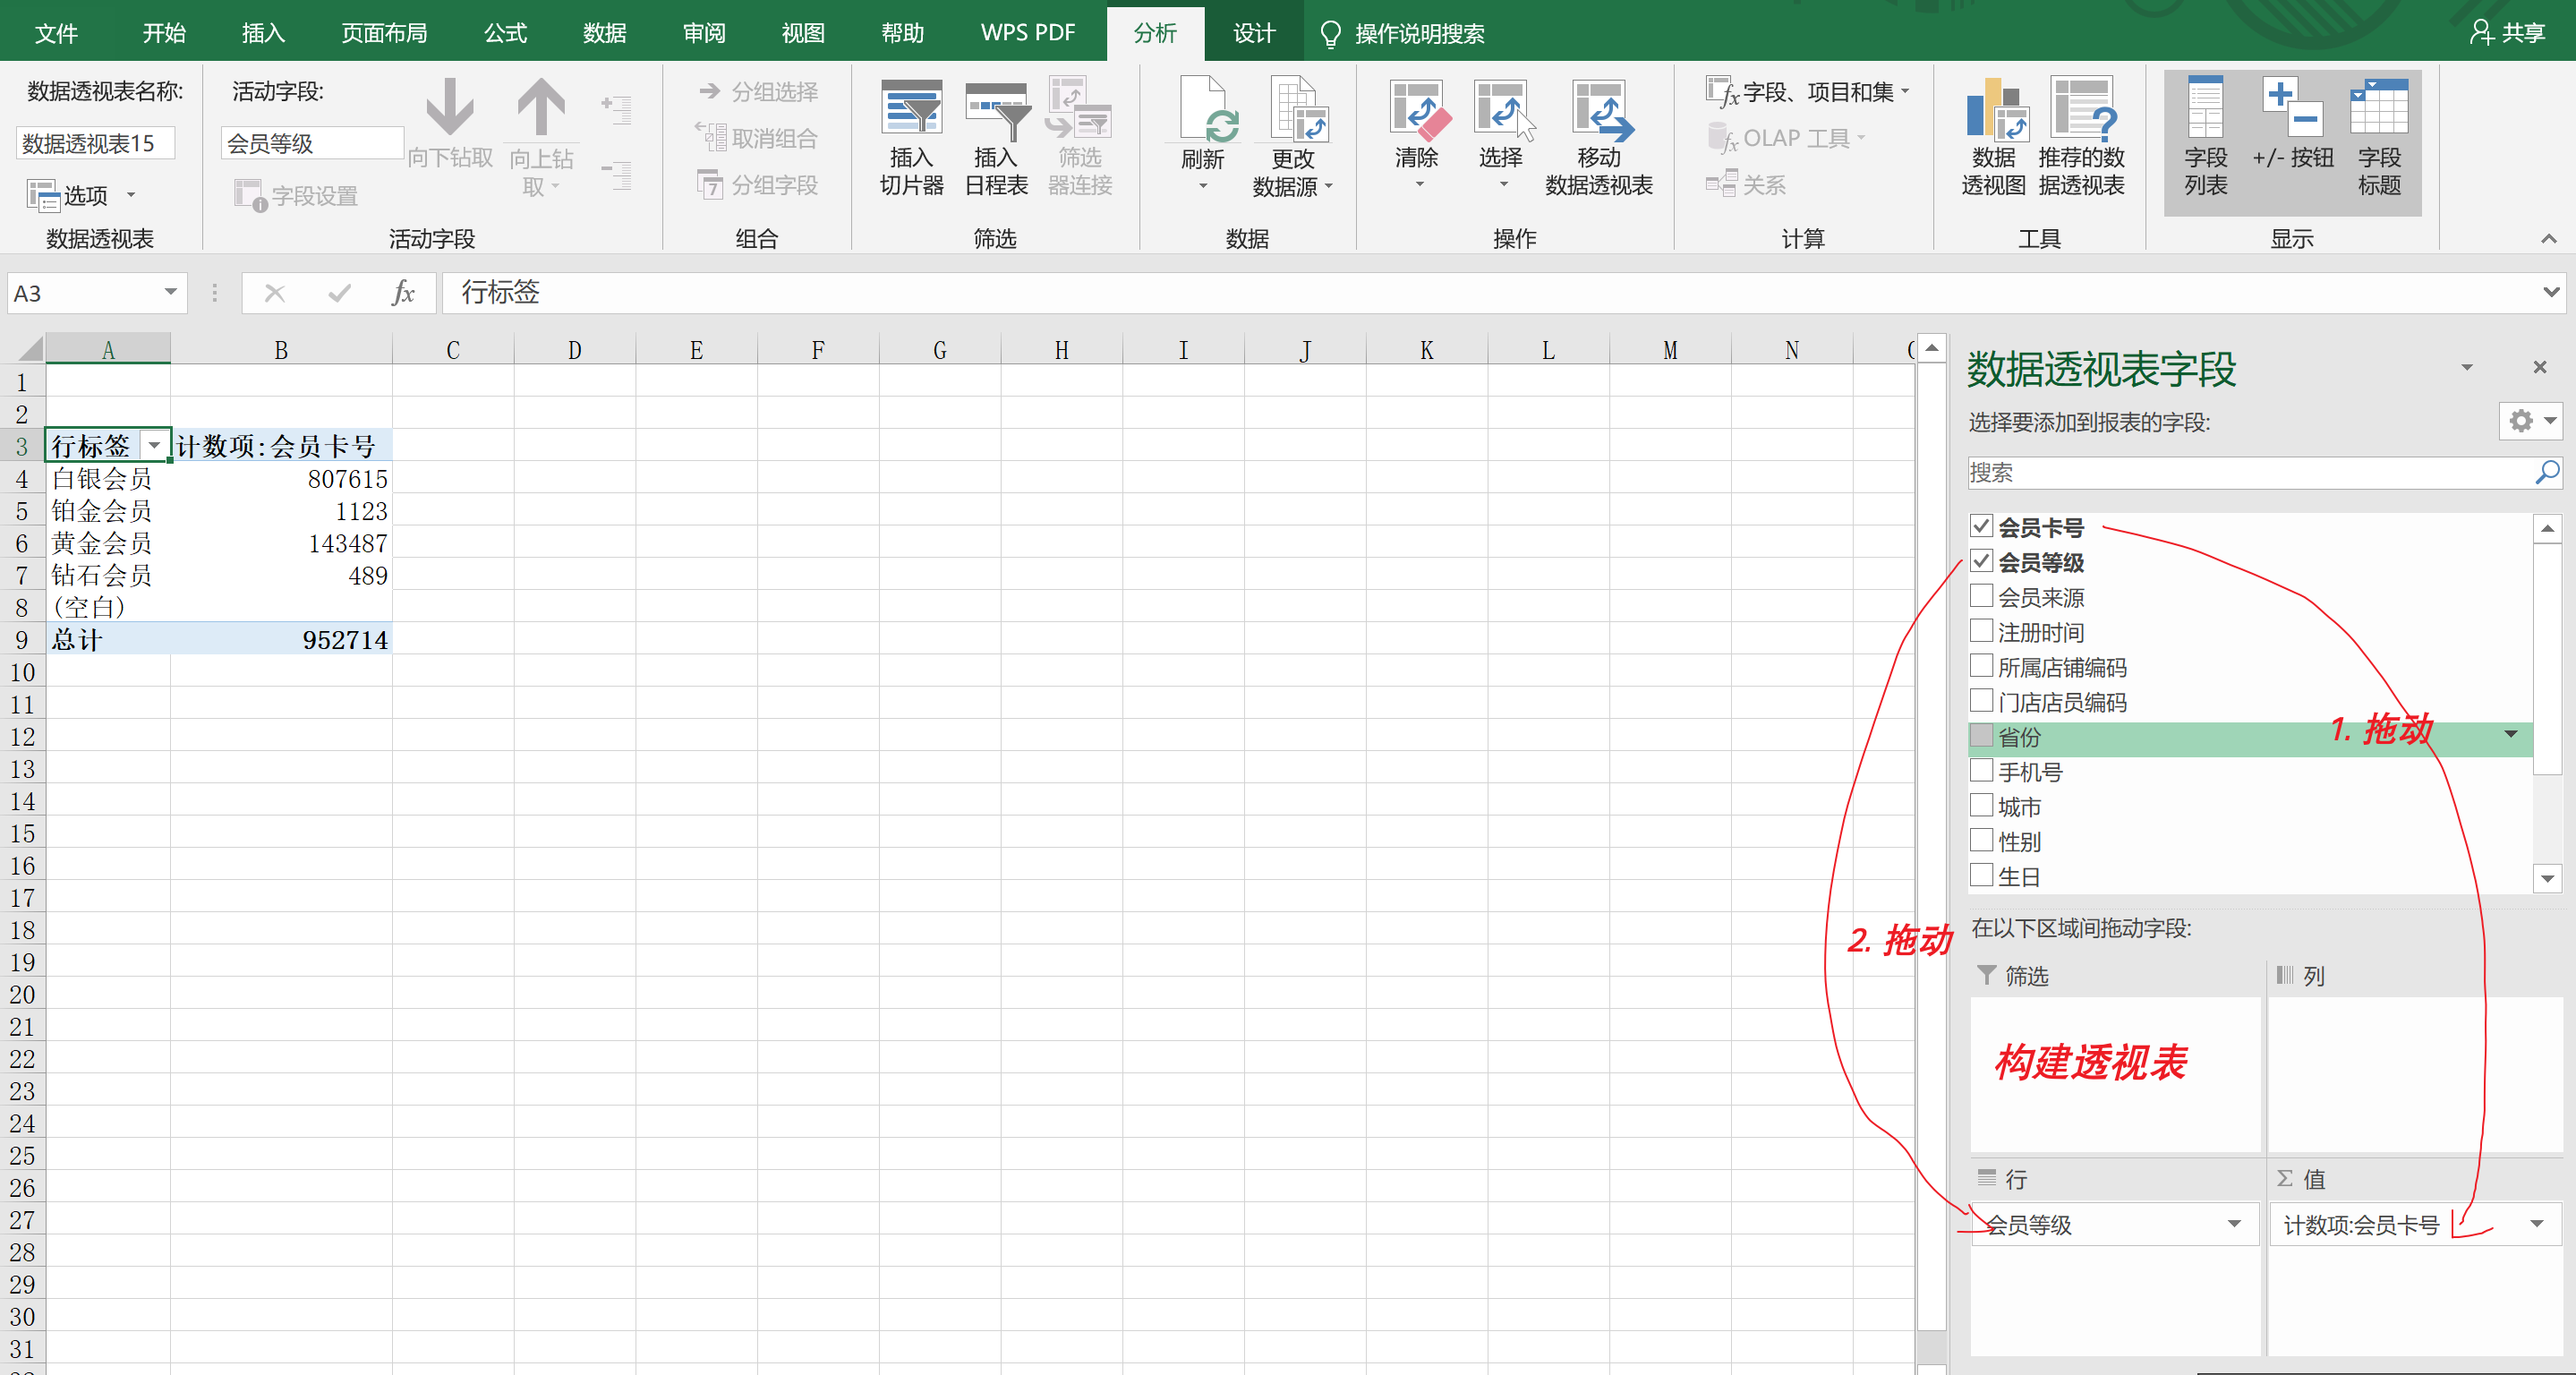 文件 开始 插入 页面布局 公式 数据 审阅 视图 帮助 WPS PDF 分析 设计 操作说明搜索 共享
数据透视表名称:
数据透视表15
选项
数据透视表
活动字段:
会员等级
字段设置
向下钻取
向上钻
取
活动字段
分组选择
取消组合
分组字段
组合
插入
切片器
插入
日程表
筛选
器连接
筛选
刷新
更改
数据源
数据
清除
选择
移动
数据透视表
操作
字段、项目和集
OLAP 工具
关系
计算
数据
透视图
推荐的数
据透视表
工具
字段
列表
+/- 按钮
字段
标题
显示
A3 fx 行标签
A B C D E F G H I J K L M N
1
2
3 行标签 计数项:会员卡号
4 白银会员 807615
5 铂金会员 1123
6 黄金会员 143487
7 钻石会员 489
8 (空白)
9 总计 952714
10
11
12
13
14
15
16
17
18
19
20
21
22
23
24
25
26
27
28
29
30
31
数据透视表字段
选择要添加到报表的字段:
搜索
会员卡号
会员等级
会员来源
注册时间
所属店铺编码
门店店员编码
省份
1. 拖动
手机号
城市
性别
生日
2. 拖动
在以下区域间拖动字段:
筛选
列
构建透视表
行
Σ 值
会员等级
计数项:会员卡号